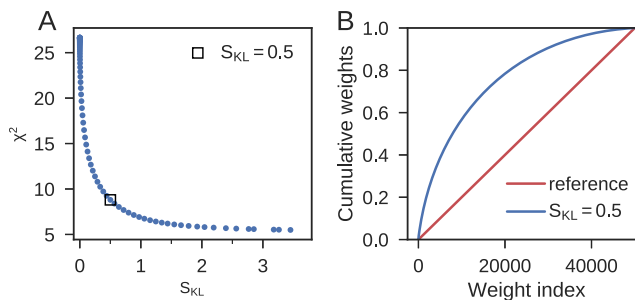 A
χ²
25
20
15
10
5
S_KL = 0.5
0
1
2
3
S_KL
B
Cumulative weights
1.0
0.8
0.6
0.4
0.2
0.0
reference
S_KL = 0.5
0
20000
40000
Weight index